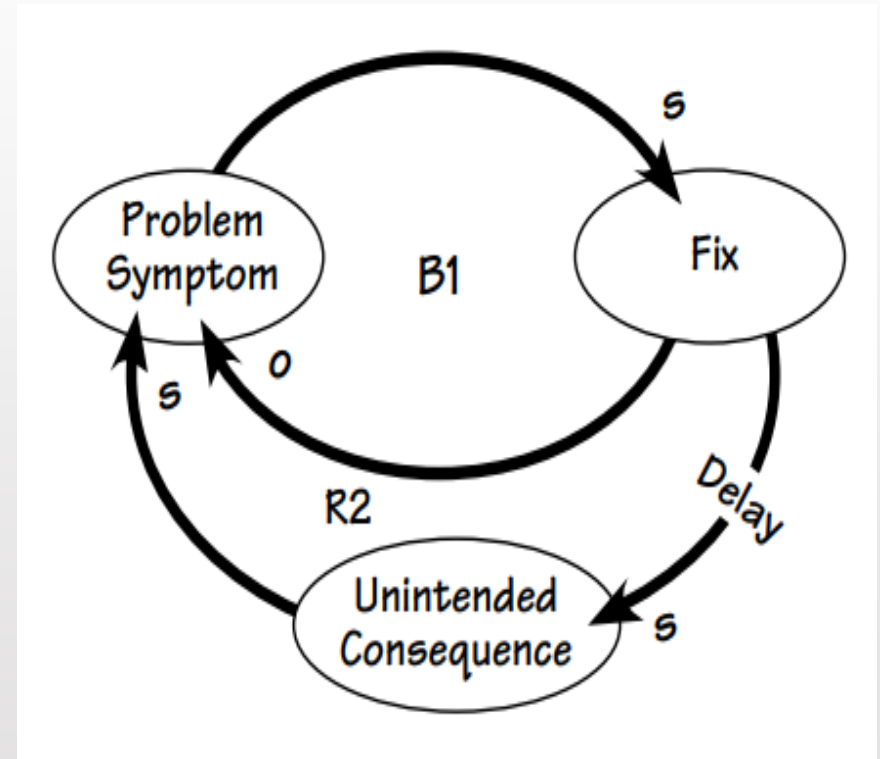 s
Problem
Symptom
B1
Fix
o
s
Delay
R2
Unintended
Consequence
s